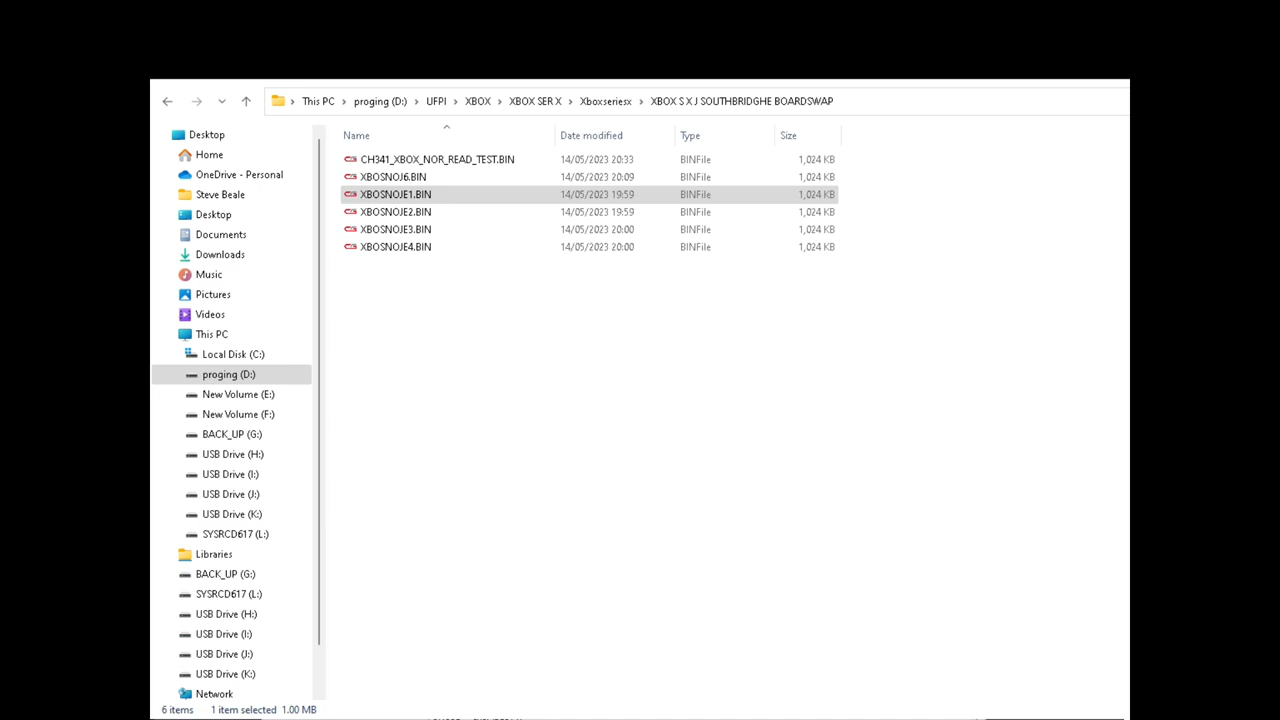 This PC > proging (D:) > UFPI > XBOX > XBOX SER X > Xboxseriesx > XBOX S X J SOUTHBRIDGHE BOARDSWAP
Name Date modified Type Size
CH341_XBOX_NOR_READ_TEST.BIN 14/05/2023 20:33 BINFile 1,024 KB
XBOSNOJ6.BIN 14/05/2023 20:09 BINFile 1,024 KB
XBOSNOJE1.BIN 14/05/2023 19:59 BINFile 1,024 KB
XBOSNOJE2.BIN 14/05/2023 19:59 BINFile 1,024 KB
XBOSNOJE3.BIN 14/05/2023 20:00 BINFile 1,024 KB
XBOSNOJE4.BIN 14/05/2023 20:00 BINFile 1,024 KB
Desktop
Home
OneDrive - Personal
Steve Beale
Desktop
Documents
Downloads
Music
Pictures
Videos
This PC
Local Disk (C:)
proging (D:)
New Volume (E:)
New Volume (F:)
BACK_UP (G:)
USB Drive (H:)
USB Drive (I:)
USB Drive (J:)
USB Drive (K:)
SYSRCD617 (L:)
Libraries
BACK_UP (G:)
SYSRCD617 (L:)
USB Drive (H:)
USB Drive (I:)
USB Drive (J:)
USB Drive (K:)
Network
6 items 1 item selected 1.00 MB